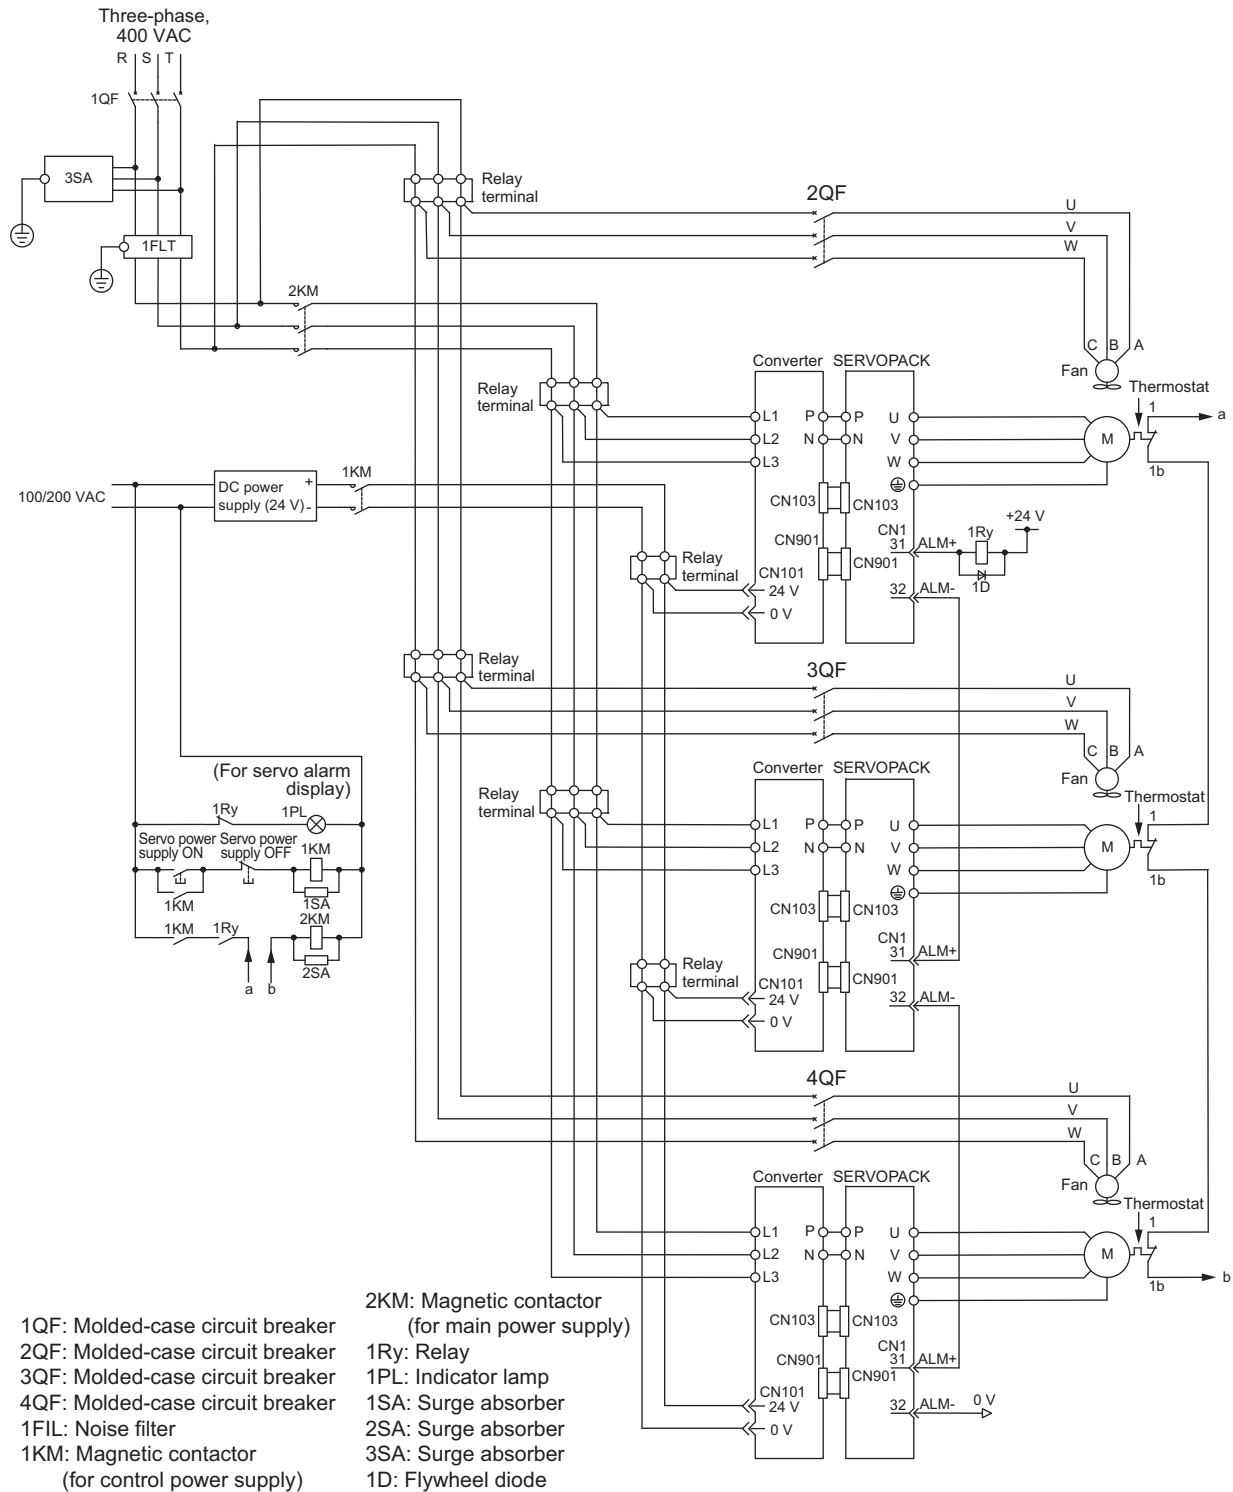 Three-phase,
400 VAC
R S T
1QF
3SA
1FLT
2KM
Relay
terminal
2QF
U
V
W
C B A
Fan
Thermostat
1
a
1b
Relay
terminal
Converter SERVOPACK
L1 P P U
L2 N N V M
L3 W
CN103 CN103
CN901 CN901
CN1
31 ALM+ 1Ry +24 V
1D
32 ALM-
CN101
24 V
0 V
100/200 VAC
DC power +
supply (24 V) -
1KM
Relay
terminal
Relay
terminal
3QF
U
V
W
C B A
Fan
Thermostat
1
1b
Relay
terminal
Converter SERVOPACK
L1 P P U
L2 N N V M
L3 W
CN103 CN103
CN901 CN901
CN1
31 ALM+
32 ALM-
Relay
terminal
CN101
24 V
0 V
(For servo alarm
display)
1Ry 1PL
Servo power Servo power
supply ON supply OFF 1KM
1KM 1SA
1KM 1Ry 2KM
2SA
a b
4QF
U
V
W
C B A
Fan
Thermostat
1
1b
b
Converter SERVOPACK
L1 P P U
L2 N N V M
L3 W
CN103 CN103
CN901 CN901
CN1
31 ALM+
32 ALM- 0 V
CN101
24 V
0 V
1QF: Molded-case circuit breaker
2QF: Molded-case circuit breaker
3QF: Molded-case circuit breaker
4QF: Molded-case circuit breaker
1FIL: Noise filter
1KM: Magnetic contactor
(for control power supply)
2KM: Magnetic contactor
(for main power supply)
1Ry: Relay
1PL: Indicator lamp
1SA: Surge absorber
2SA: Surge absorber
3SA: Surge absorber
1D: Flywheel diode